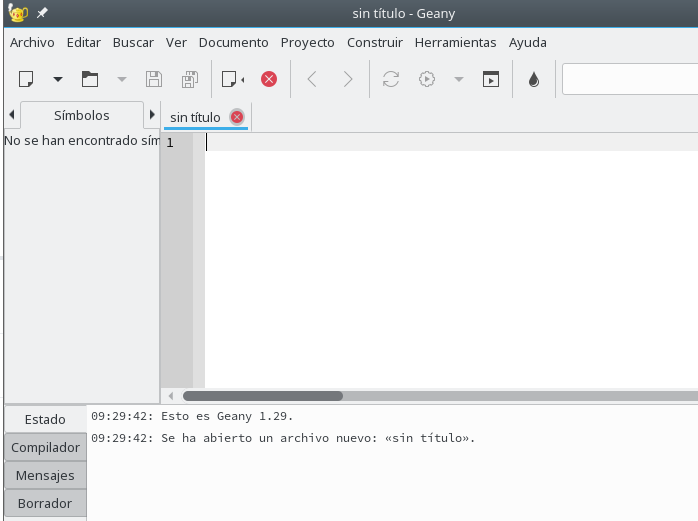 sin título - Geany
Archivo Editar Buscar Ver Documento Proyecto Construir Herramientas Ayuda
Símbolos
sin título
No se han encontrado sím
1
Estado
09:29:42: Esto es Geany 1.29.
09:29:42: Se ha abierto un archivo nuevo: «sin título».
Compilador
Mensajes
Borrador